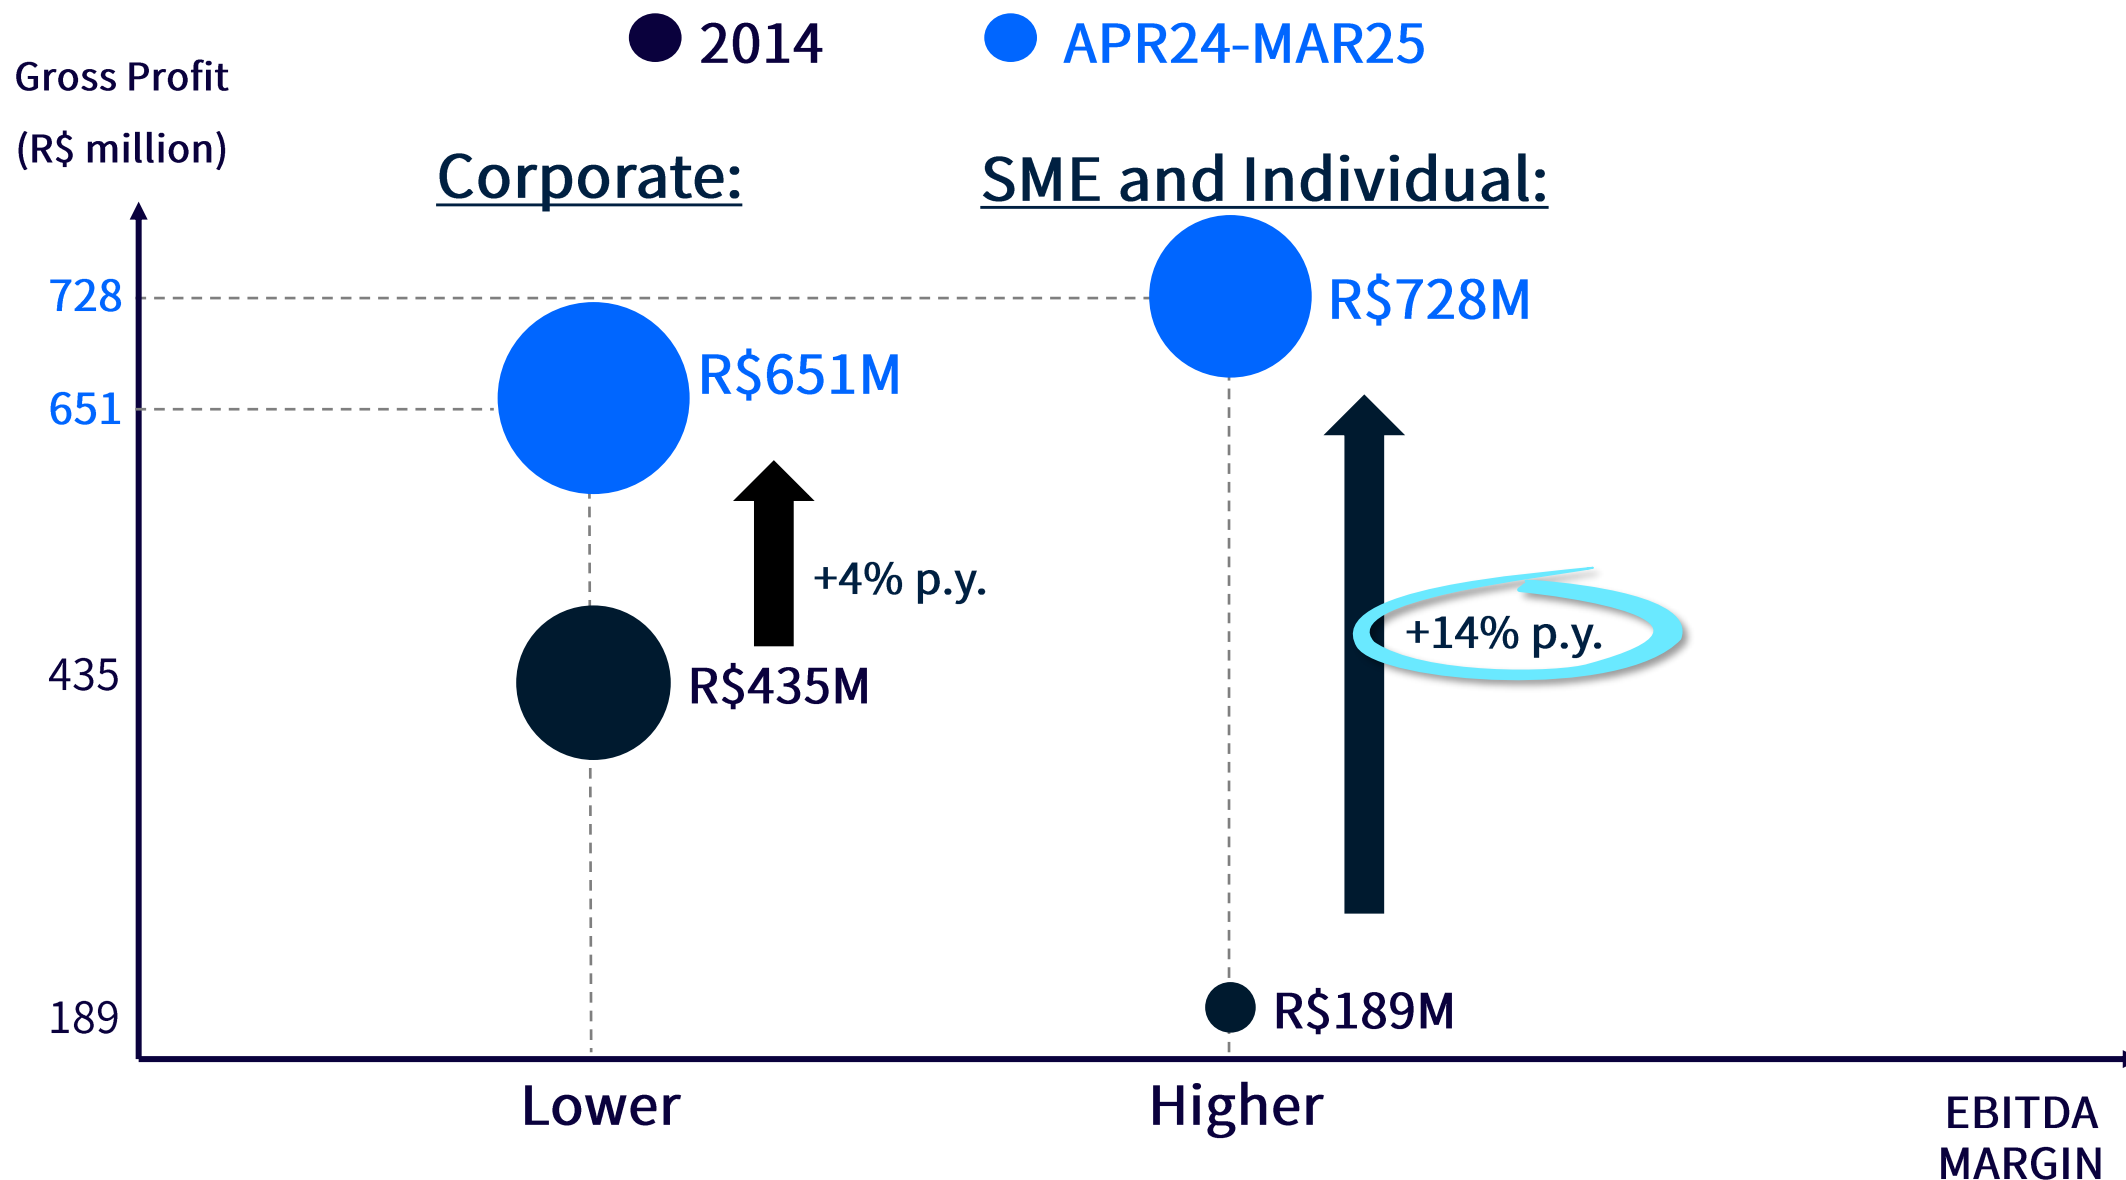 2014
APR24-MAR25
Gross Profit
(R$ million)
Corporate:
SME and Individual:
728
R$728M
R$651M
651
+4% p.y.
+14% p.y.
435
R$435M
189
R$189M
Lower
Higher
EBITDA
MARGIN